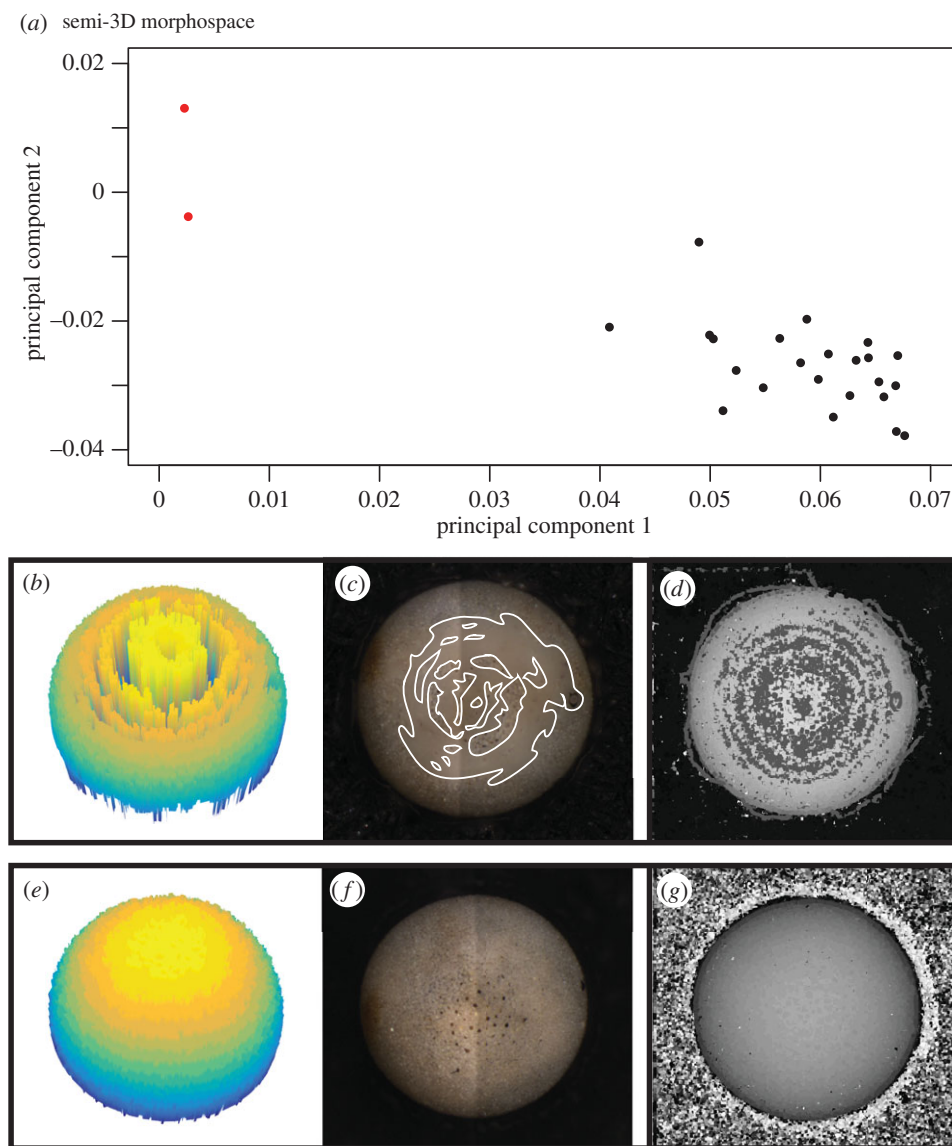 (a) semi-3D morphospace
0.02
0
–0.02
–0.04
principal component 2
0 0.01 0.02 0.03 0.04 0.05 0.06 0.07
principal component 1
(b) (c) (d)
(e) (f) (g)